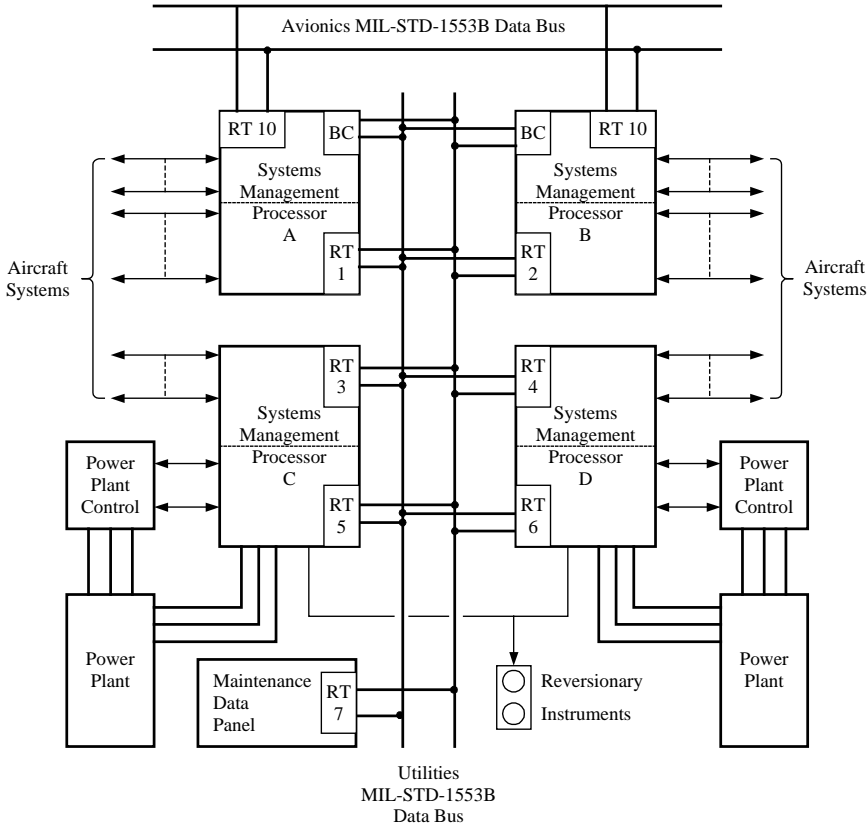 Avionics MIL-STD-1553B Data Bus
RT 10
BC
BC
RT 10
Systems
Management
Processor
A
Systems
Management
Processor
B
RT
1
RT
2
Aircraft
Systems
Aircraft
Systems
RT
3
RT
4
Systems
Management
Processor
C
Systems
Management
Processor
D
Power
Plant
Control
Power
Plant
Control
RT
5
RT
6
Power
Plant
Power
Plant
Maintenance
Data
Panel
RT
7
Reversionary
Instruments
Utilities
MIL-STD-1553B
Data Bus